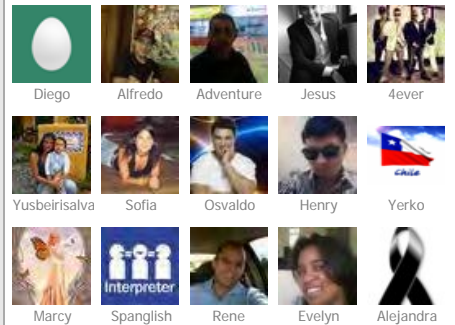 Diego Alfredo Adventure Jesus 4ever
Chile
Yusbeirisalva Sofia Osvaldo Henry Yerko
Interpreter
Marcy Spanglish Rene Evelyn Alejandra